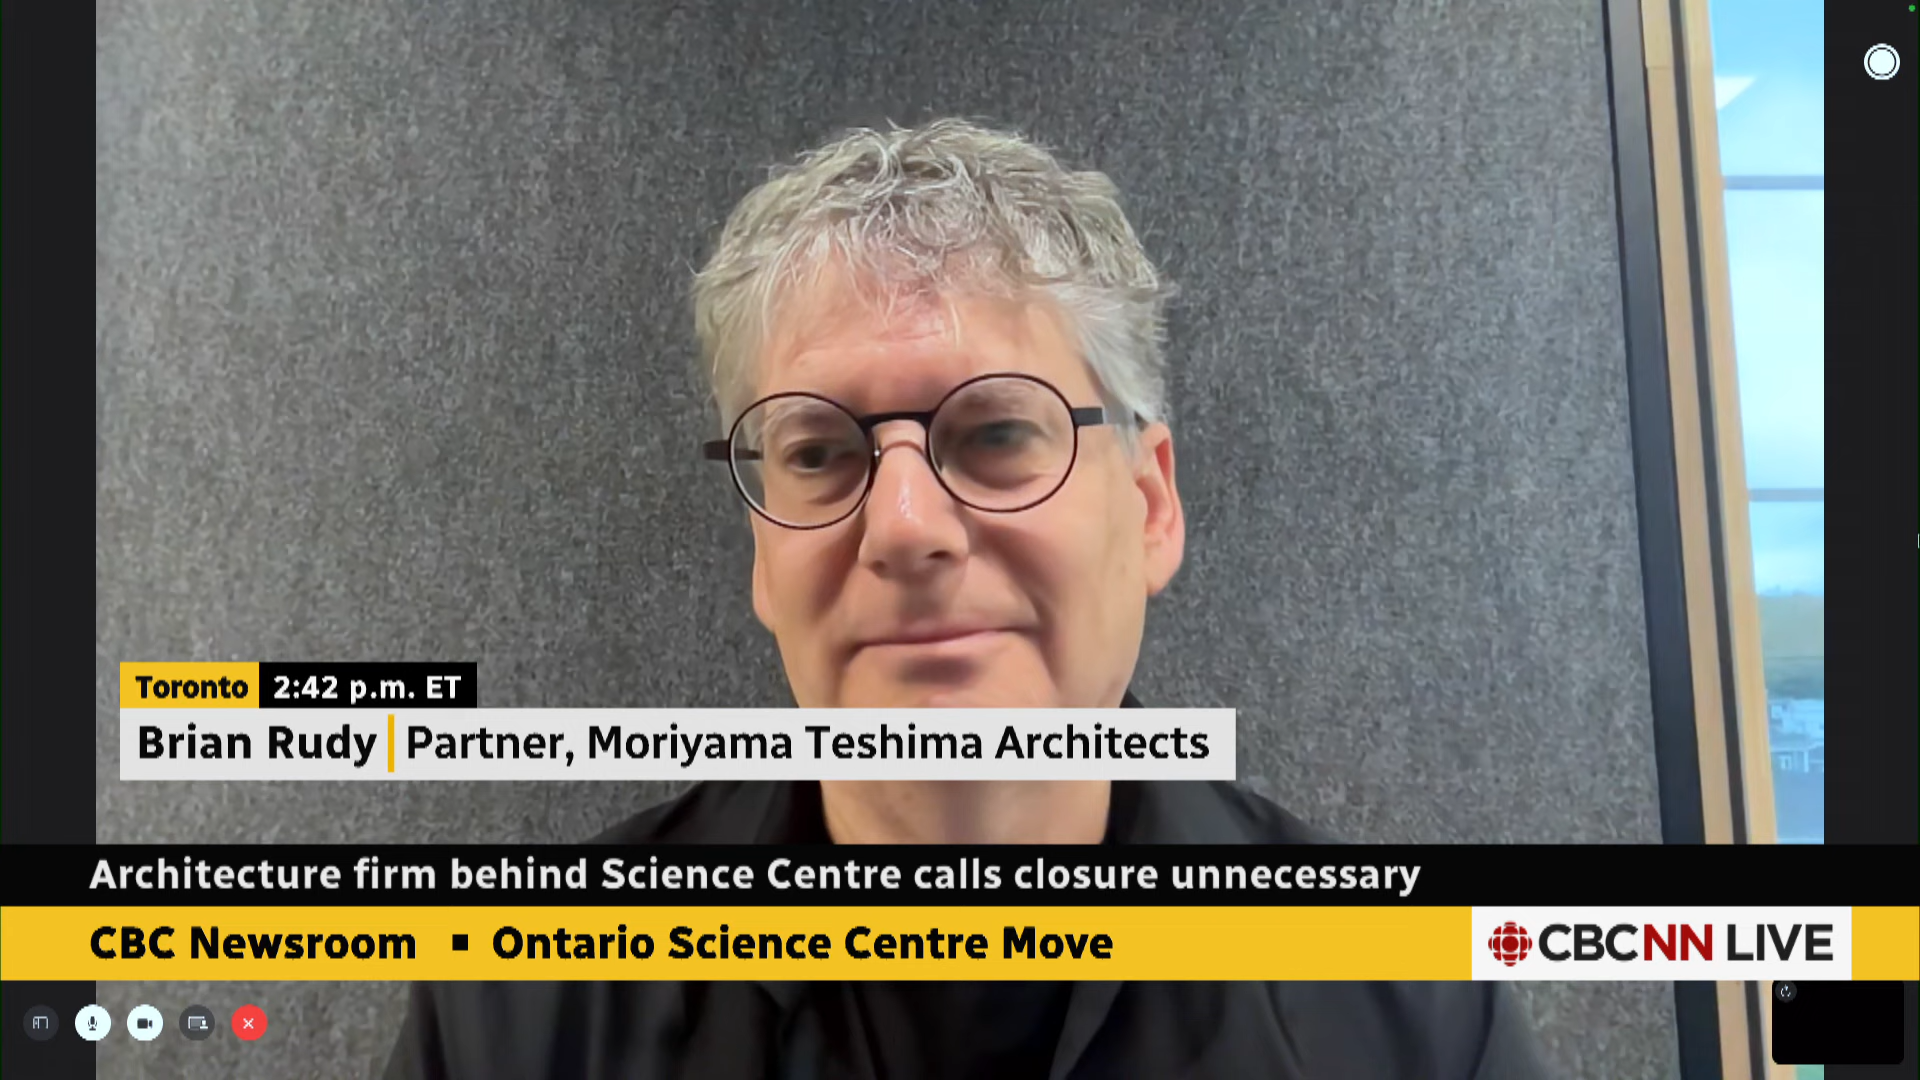 Toronto 2:42 p.m. ET
Brian Rudy Partner, Moriyama Teshima Architects
Architecture firm behind Science Centre calls closure unnecessary
CBC Newsroom ▪ Ontario Science Centre Move
CBCNN LIVE